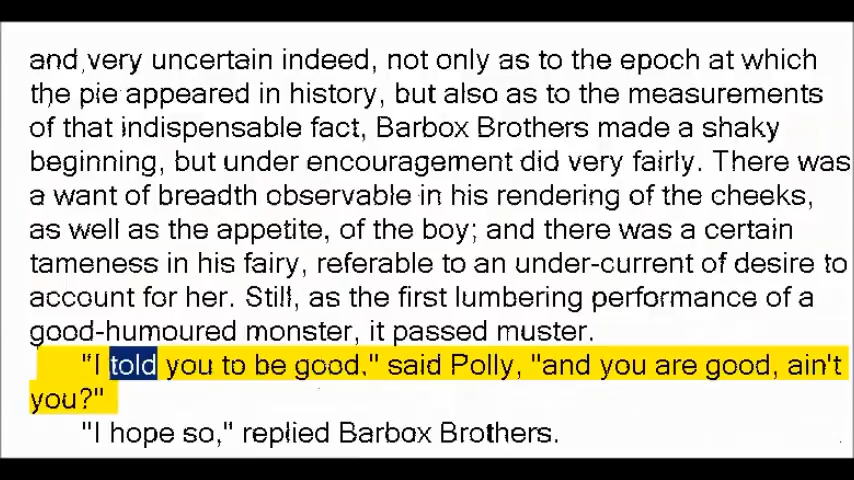 and very uncertain indeed, not only as to the epoch at which
the pie appeared in history, but also as to the measurements
of that indispensable fact, Barbox Brothers made a shaky
beginning, but under encouragement did very fairly. There was
a want of breadth observable in his rendering of the cheeks,
as well as the appetite, of the boy; and there was a certain
tameness in his fairy, referable to an under-current of desire to
account for her. Still, as the first lumbering performance of a
good-humoured monster, it passed muster.
"I told you to be good," said Polly, "and you are good, ain't
you?"
"I hope so," replied Barbox Brothers.